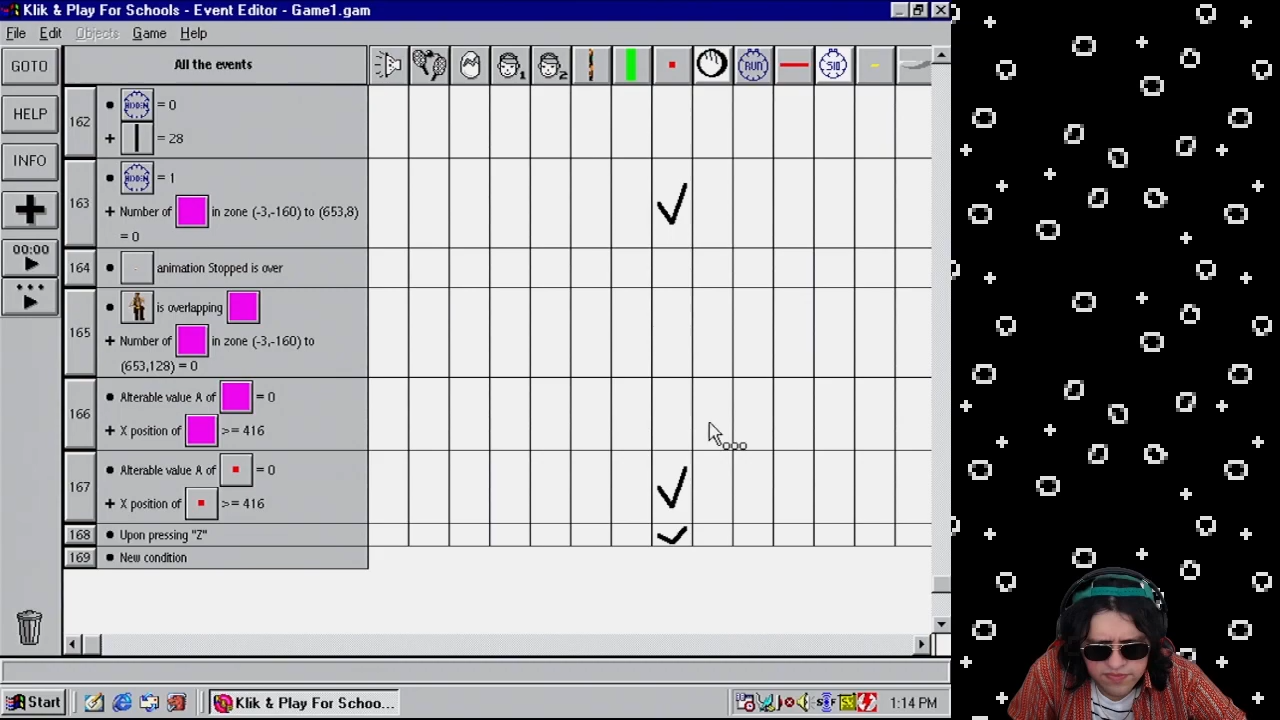 Klik & Play For Schools - Event Editor - Game1.gam
File Edit Objects Game Help
GOTO
All the events
1
2
RUN
162
= 0
+ = 28
HELP
163
= 1
INFO
+ Number of in zone (-3,-160) to (653,8)
= 0
00:00
164
animation Stopped is over
165
is overlapping
+ Number of in zone (-3,-160) to
(653,128) = 0
166
Alterable value A of = 0
+ X position of >= 416
167
Alterable value A of = 0
+ X position of >= 416
168 Upon pressing "Z"
169 New condition
Start
Klik & Play For Schoo...
1:14 PM